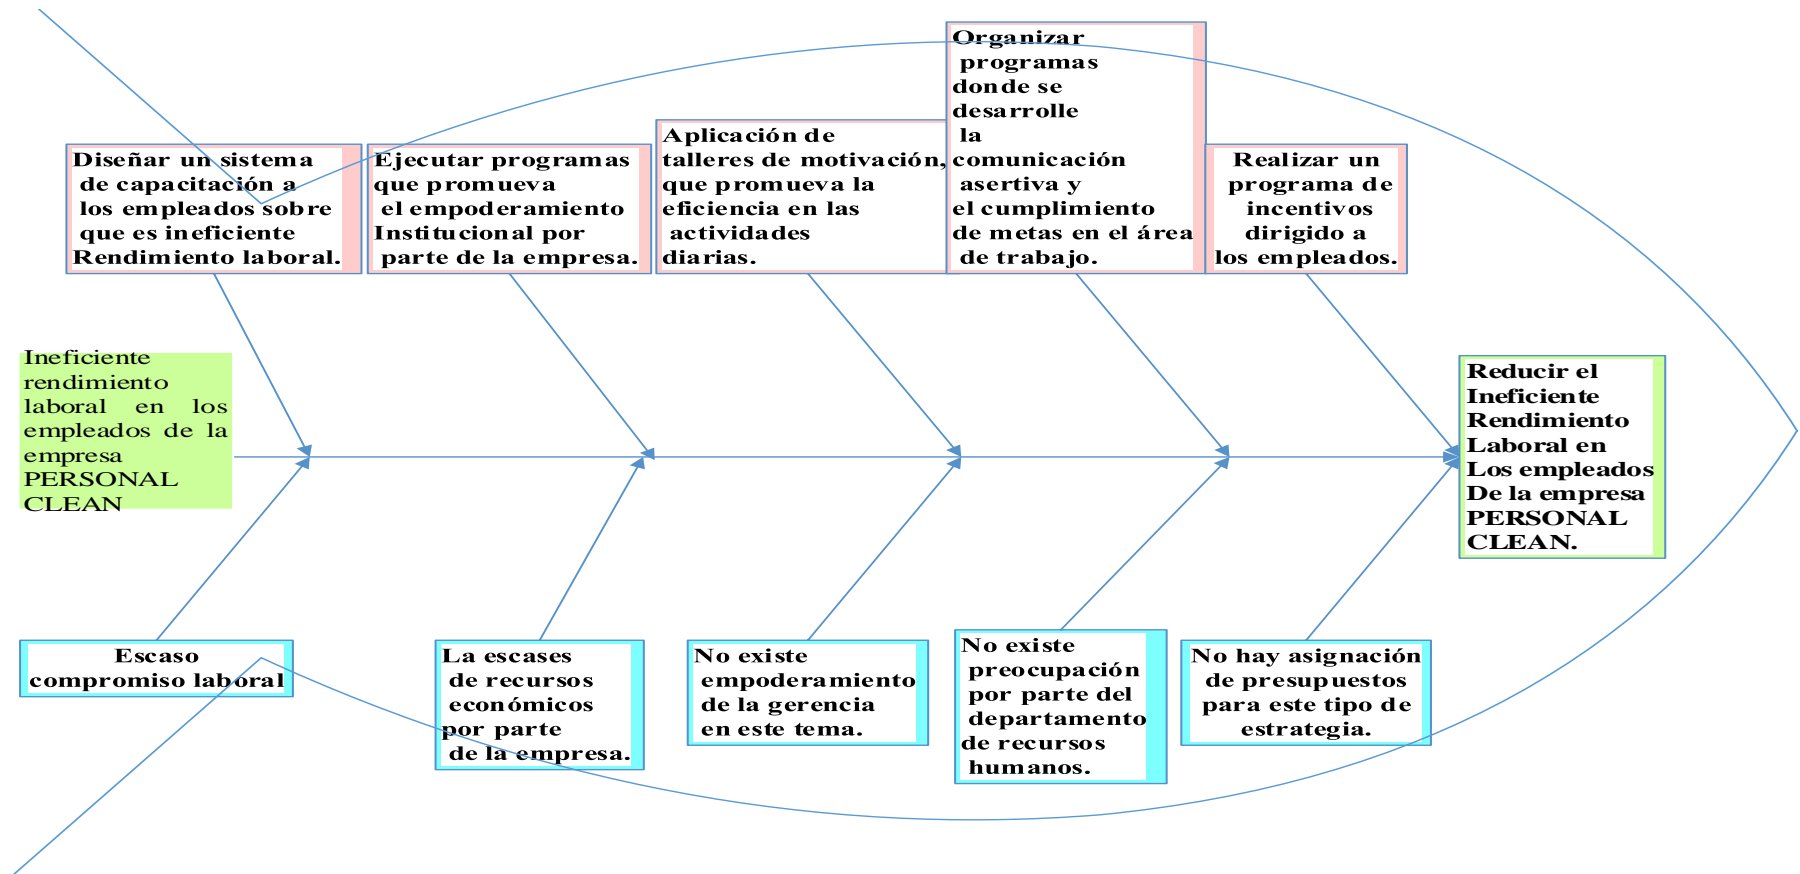 Diseñar un sistema
de capacitación a
los empleados sobre
que es ineficiente
Rendimiento laboral.
Ejecutar programas
que promueva
el empoderamiento
Institucional por
parte de la empresa.
Aplicación de
talleres de motivación,
que promueva la
eficiencia en las
actividades
diarias.
Organizar
programas
donde se
desarrolle
la
comunicación
asertiva y
el cumplimiento
de metas en el área
de trabajo.
Realizar un
programa de
incentivos
dirigido a
los empleados.
Ineficiente
rendimiento
laboral en los
empleados de la
empresa
PERSONAL
CLEAN
Reducir el
Ineficiente
Rendimiento
Laboral en
Los empleados
De la empresa
PERSONAL
CLEAN.
Escaso
compromiso laboral
La escases
de recursos
económicos
por parte
de la empresa.
No existe
empoderamiento
de la gerencia
en este tema.
No existe
preocupación
por parte del
departamento
de recursos
humanos.
No hay asignación
de presupuestos
para este tipo de
estrategia.